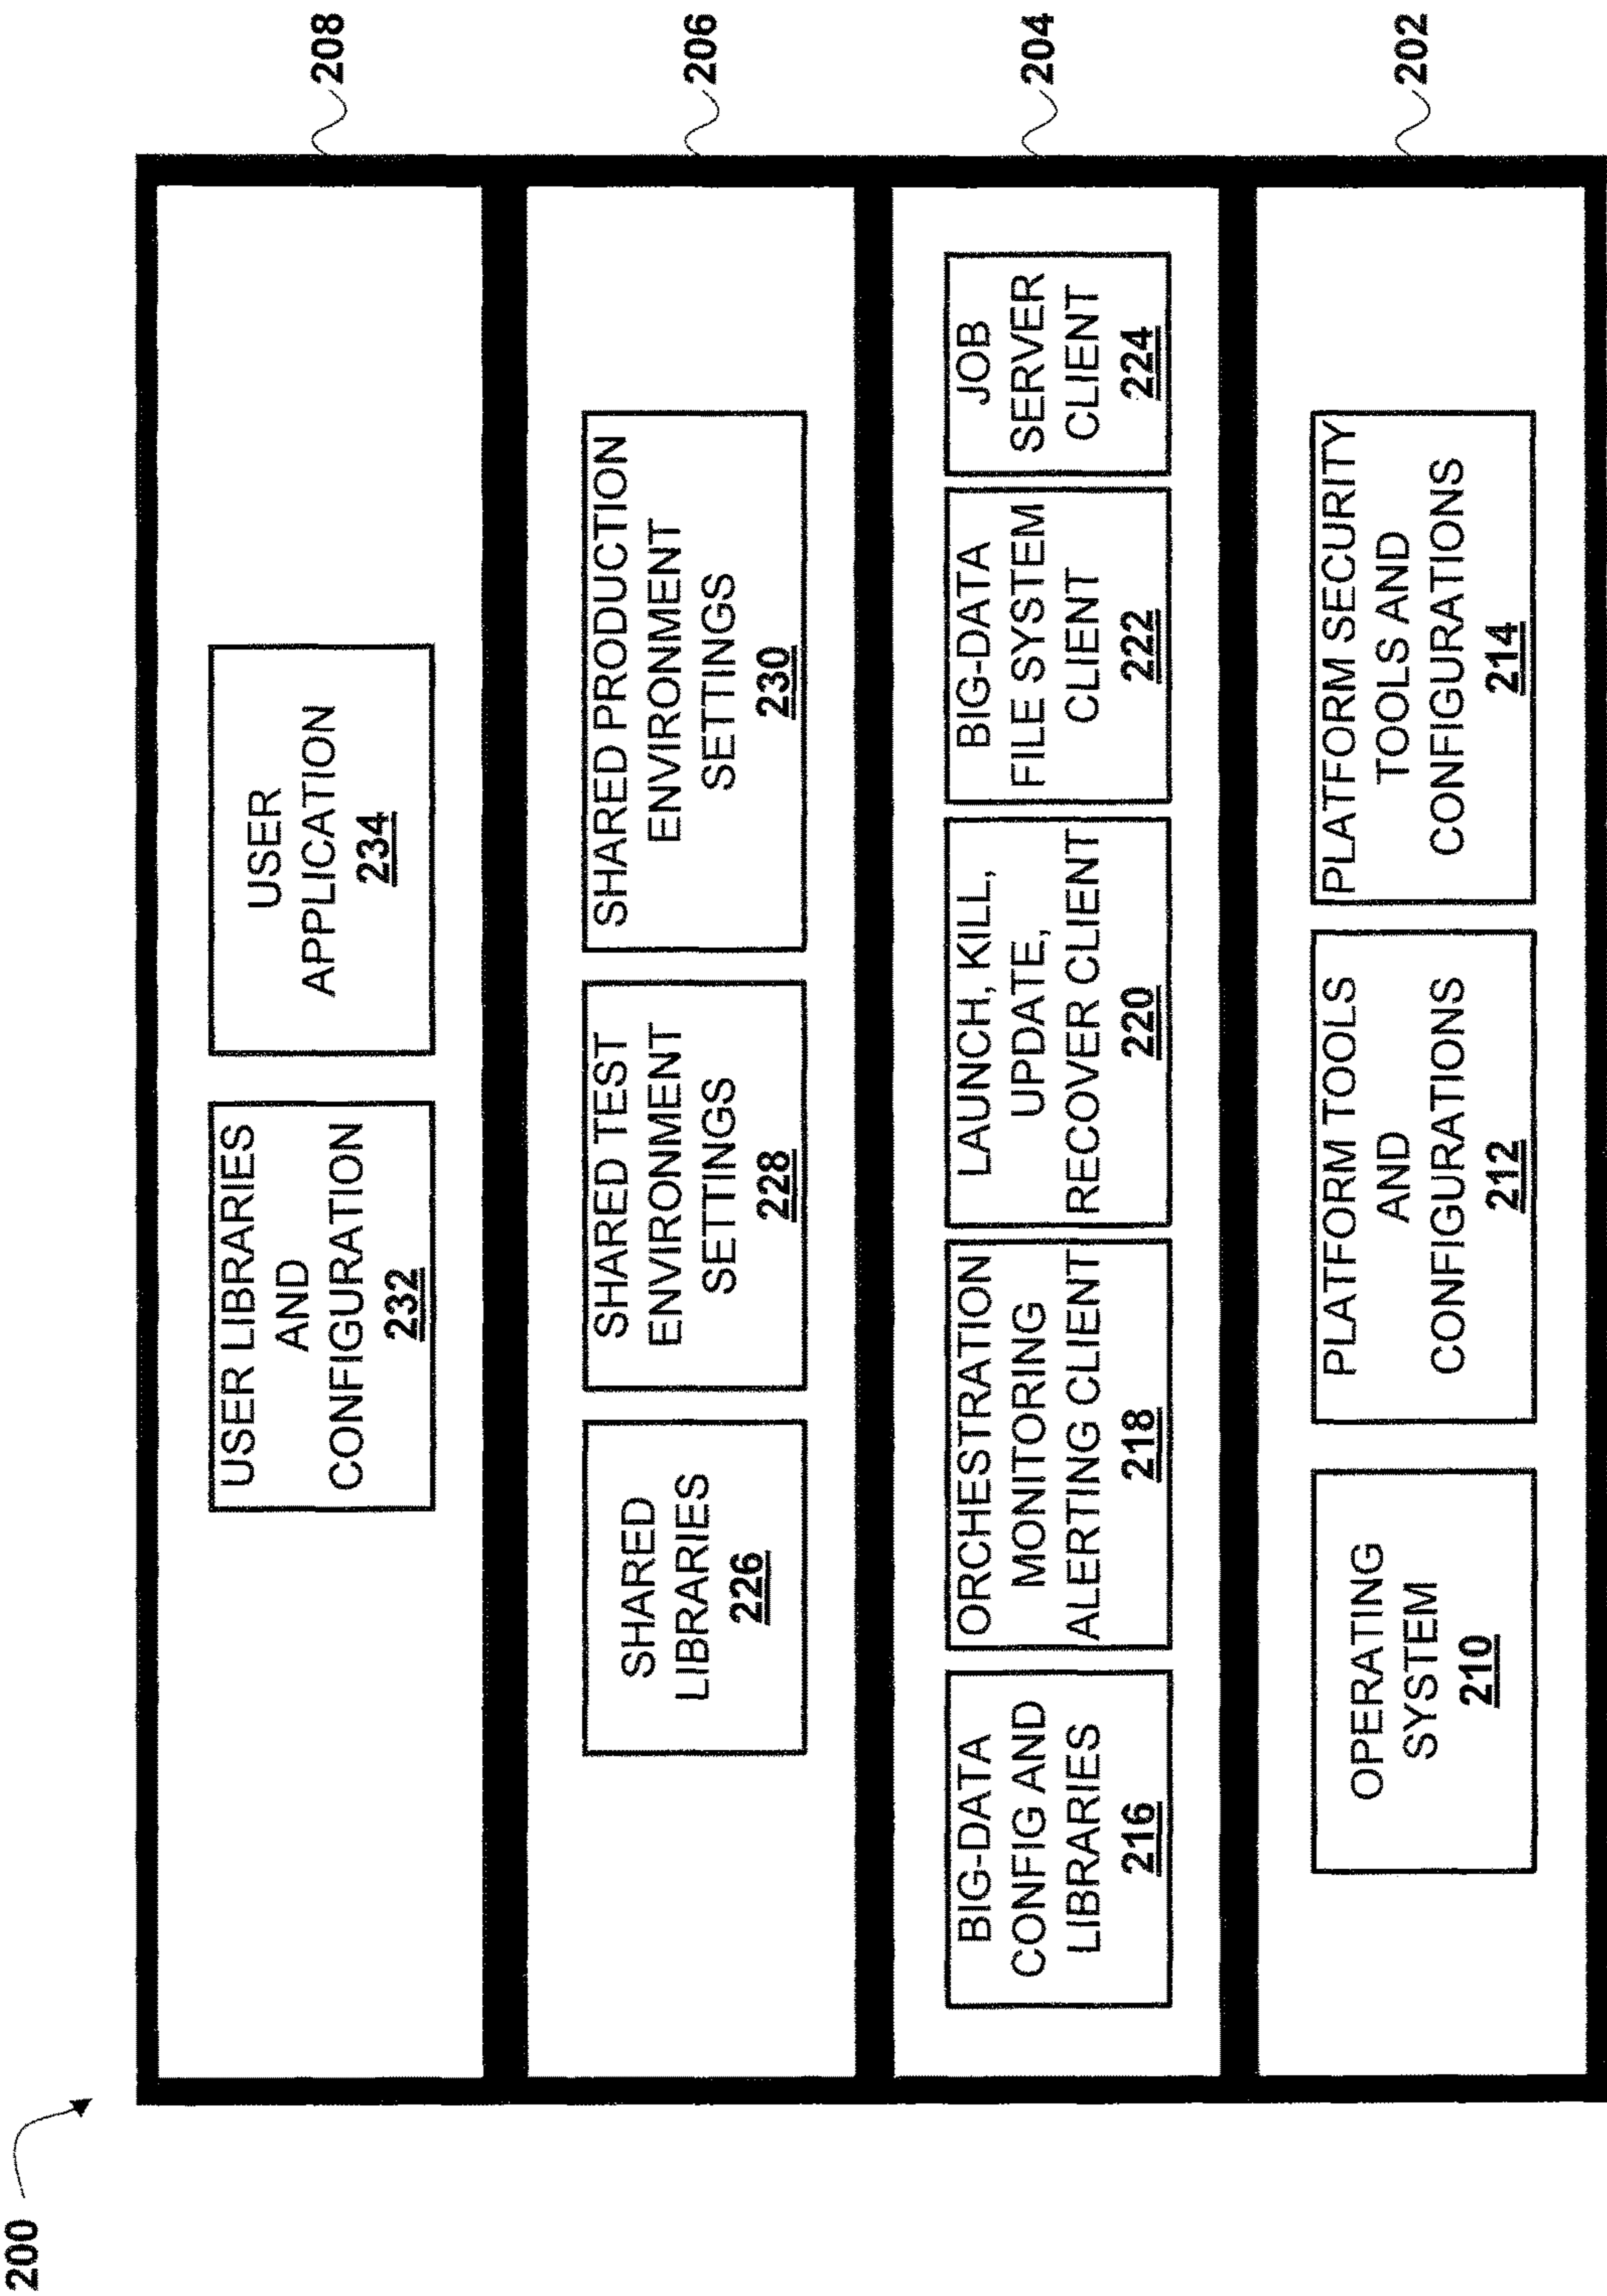 200
208
USER LIBRARIES
AND
CONFIGURATION
232
USER
APPLICATION
234
206
SHARED
LIBRARIES
226
SHARED TEST
ENVIRONMENT
SETTINGS
228
SHARED PRODUCTION
ENVIRONMENT
SETTINGS
230
204
BIG-DATA
CONFIG AND
LIBRARIES
216
ORCHESTRATION
MONITORING
ALERTING CLIENT
218
LAUNCH, KILL,
UPDATE,
RECOVER CLIENT
220
BIG-DATA
FILE SYSTEM
CLIENT
222
JOB
SERVER
CLIENT
224
202
OPERATING
SYSTEM
210
PLATFORM TOOLS
AND
CONFIGURATIONS
212
PLATFORM SECURITY
TOOLS AND
CONFIGURATIONS
214